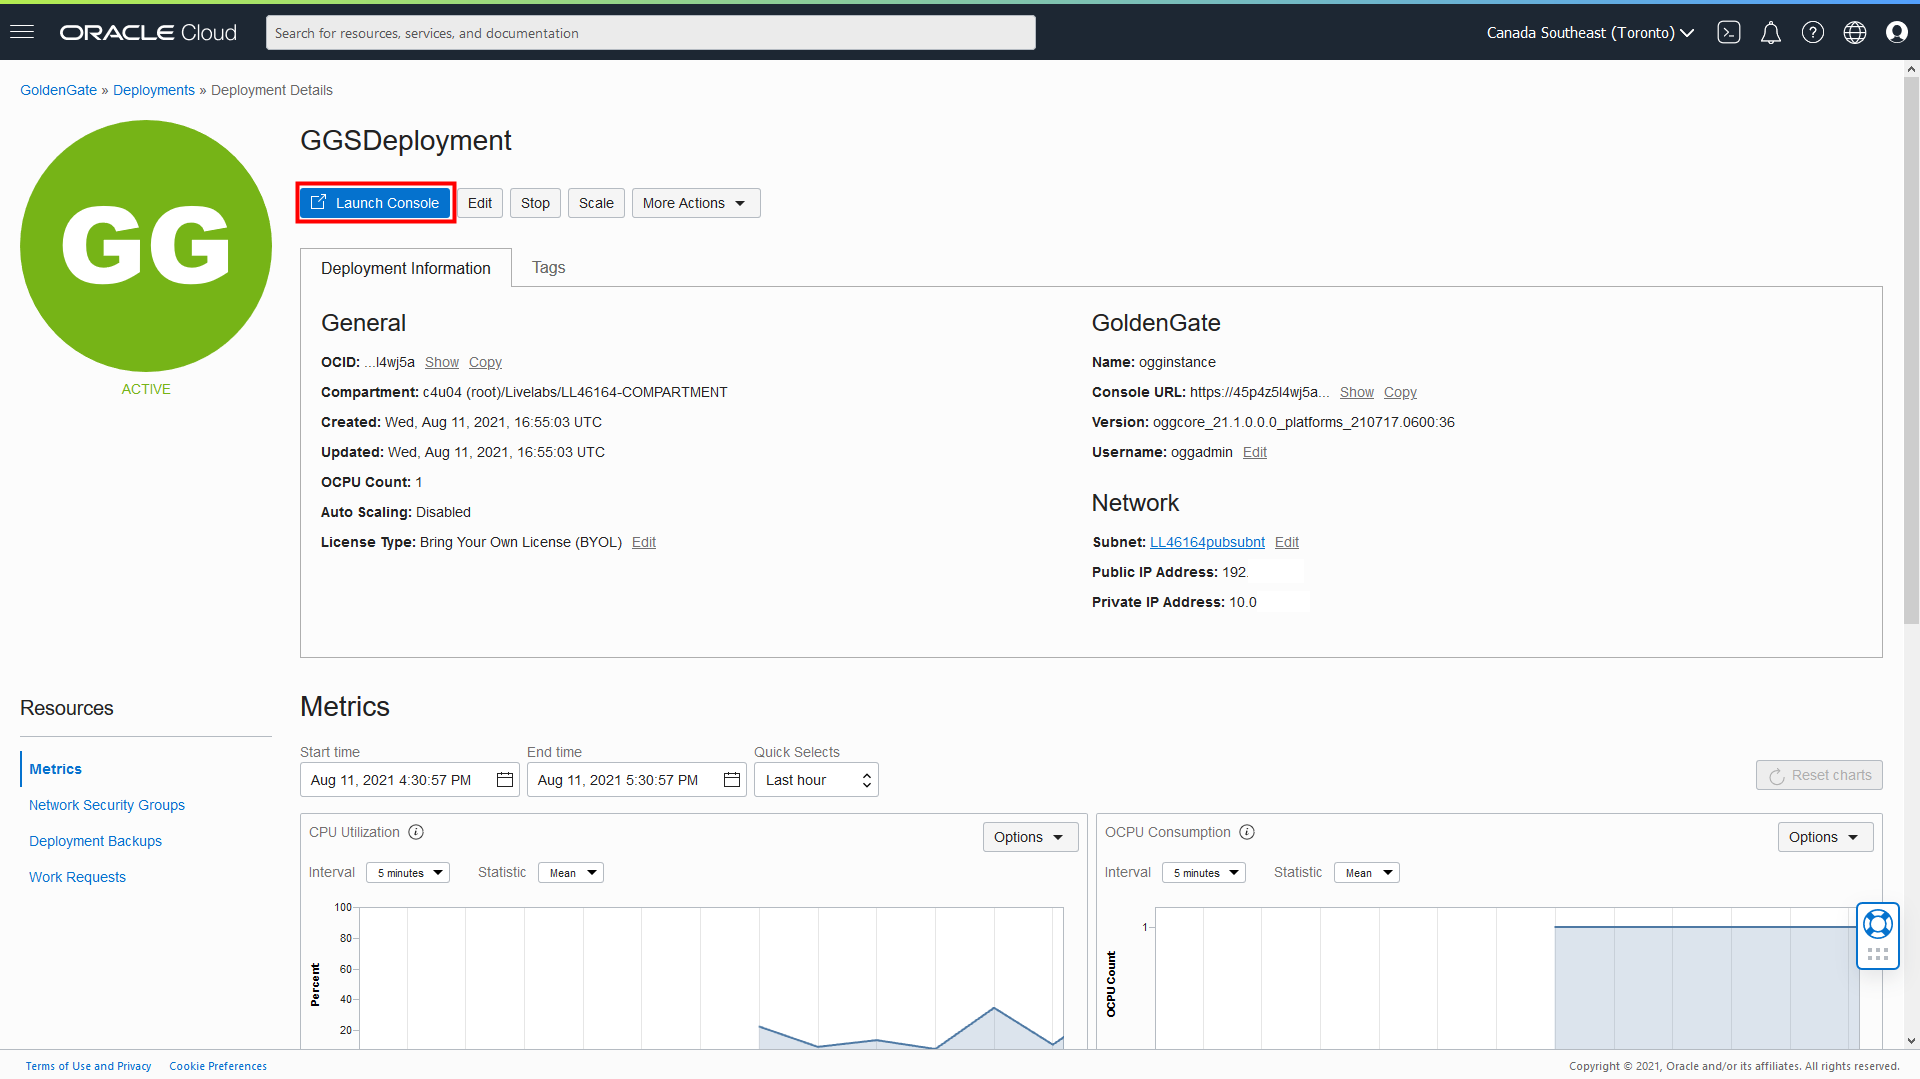 ORACLE Cloud
Search for resources, services, and documentation
Canada Southeast (Toronto)
GoldenGate » Deployments » Deployment Details
GG
ACTIVE
GGSDeployment
Launch Console
Edit
Stop
Scale
More Actions
Deployment Information
Tags
General
OCID: ...l4wj5a Show Copy
Compartment: c4u04 (root)/Livelabs/LL46164-COMPARTMENT
Created: Wed, Aug 11, 2021, 16:55:03 UTC
Updated: Wed, Aug 11, 2021, 16:55:03 UTC
OCPU Count: 1
Auto Scaling: Disabled
License Type: Bring Your Own License (BYOL) Edit
GoldenGate
Name: ogginstance
Console URL: https://45p4z5l4wj5a... Show Copy
Version: oggcore_21.1.0.0.0_platforms_210717.0600:36
Username: oggadmin Edit
Network
Subnet: LL46164pubsubnt Edit
Public IP Address: 192.
Private IP Address: 10.0
Resources
Metrics
Network Security Groups
Deployment Backups
Work Requests
Metrics
Start time
Aug 11, 2021 4:30:57 PM
End time
Aug 11, 2021 5:30:57 PM
Quick Selects
Last hour
Reset charts
CPU Utilization
Options
Interval 5 minutes Statistic Mean
100
80
60
40
20
Percent
OCPU Consumption
Options
Interval 5 minutes Statistic Mean
1
OCPU Count
Terms of Use and Privacy Cookie Preferences
Copyright © 2021, Oracle and/or its affiliates. All rights reserved.